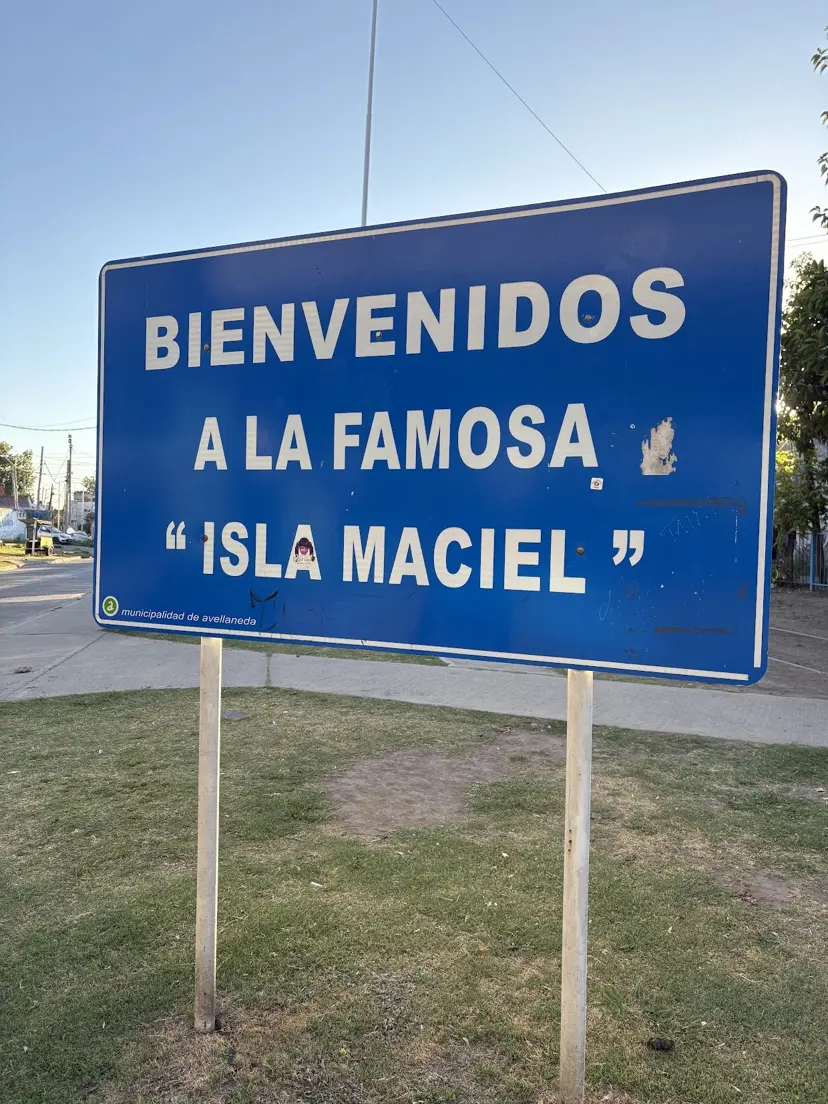 BIENVENIDOS
A LA FAMOSA
“ ISLA MACIEL ”
a municipalidad de avellaneda